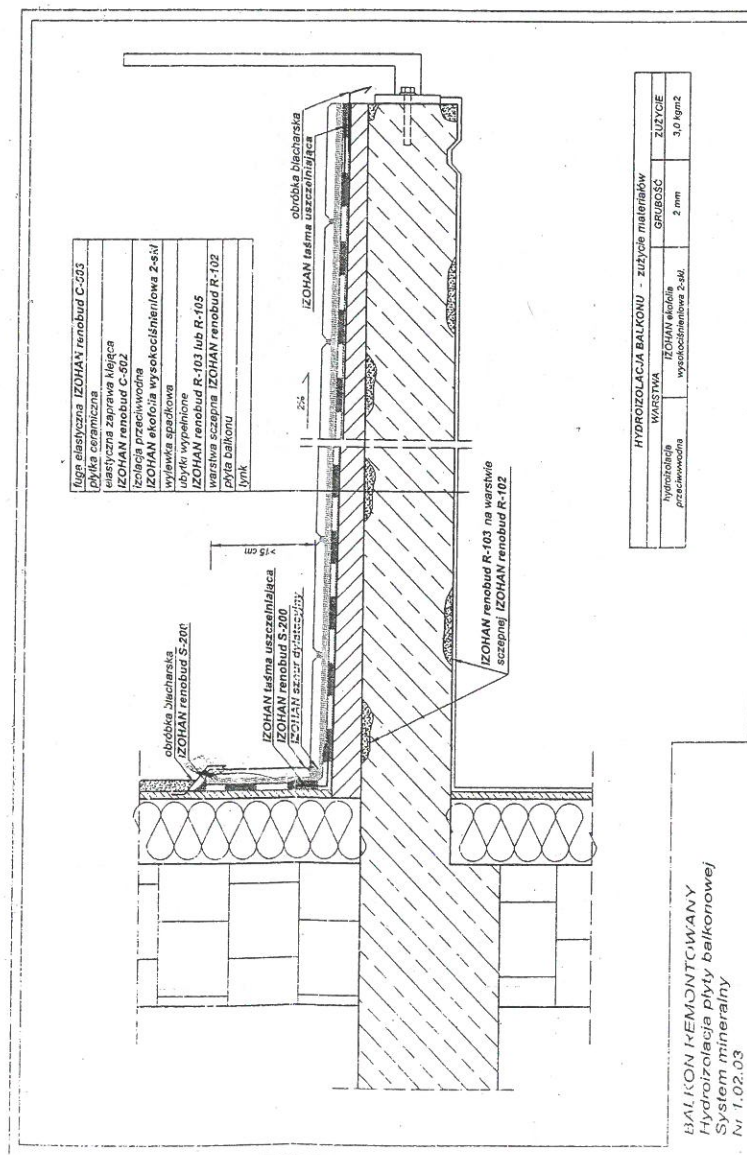 fuga elastyczna IZOHAN renobud C-503
płytka ceramiczna
elastyczna zaprawa klejąca
IZOHAN renobud C-502
izolacja przeciwwodna
IZOHAN ekofolia wysokociśnieniowa 2-skł
wylewka spadkowa
ubytki wypełnione
IZOHAN renobud R-103 lub R-105
warstwa sczepna IZOHAN renobud R-102
płyta balkonu
tynk
obróbka blacharska
IZOHAN renobud S-200
>15 cm
IZOHAN taśma uszczelniająca
IZOHAN renobud S-200
IZOHAN sznur dylatacyjny
2%
obróbka blacharska
IZOHAN taśma uszczelniająca
IZOHAN renobud R-103 na warstwie
sczepnej IZOHAN renobud R-102
HYDROIZOLACJA BALKONU - zużycie materiałów
WARSTWA GRUBOŚĆ ZUŻYCIE
hydroizolacja przeciwwodna IZOHAN ekofolia wysokociśnieniowa 2-skł. 2 mm 3,0 kgm2
BALKON REMONTOWANY
Hydroizolacja płyty balkonowej
System mineralny
Nr 1.02.03